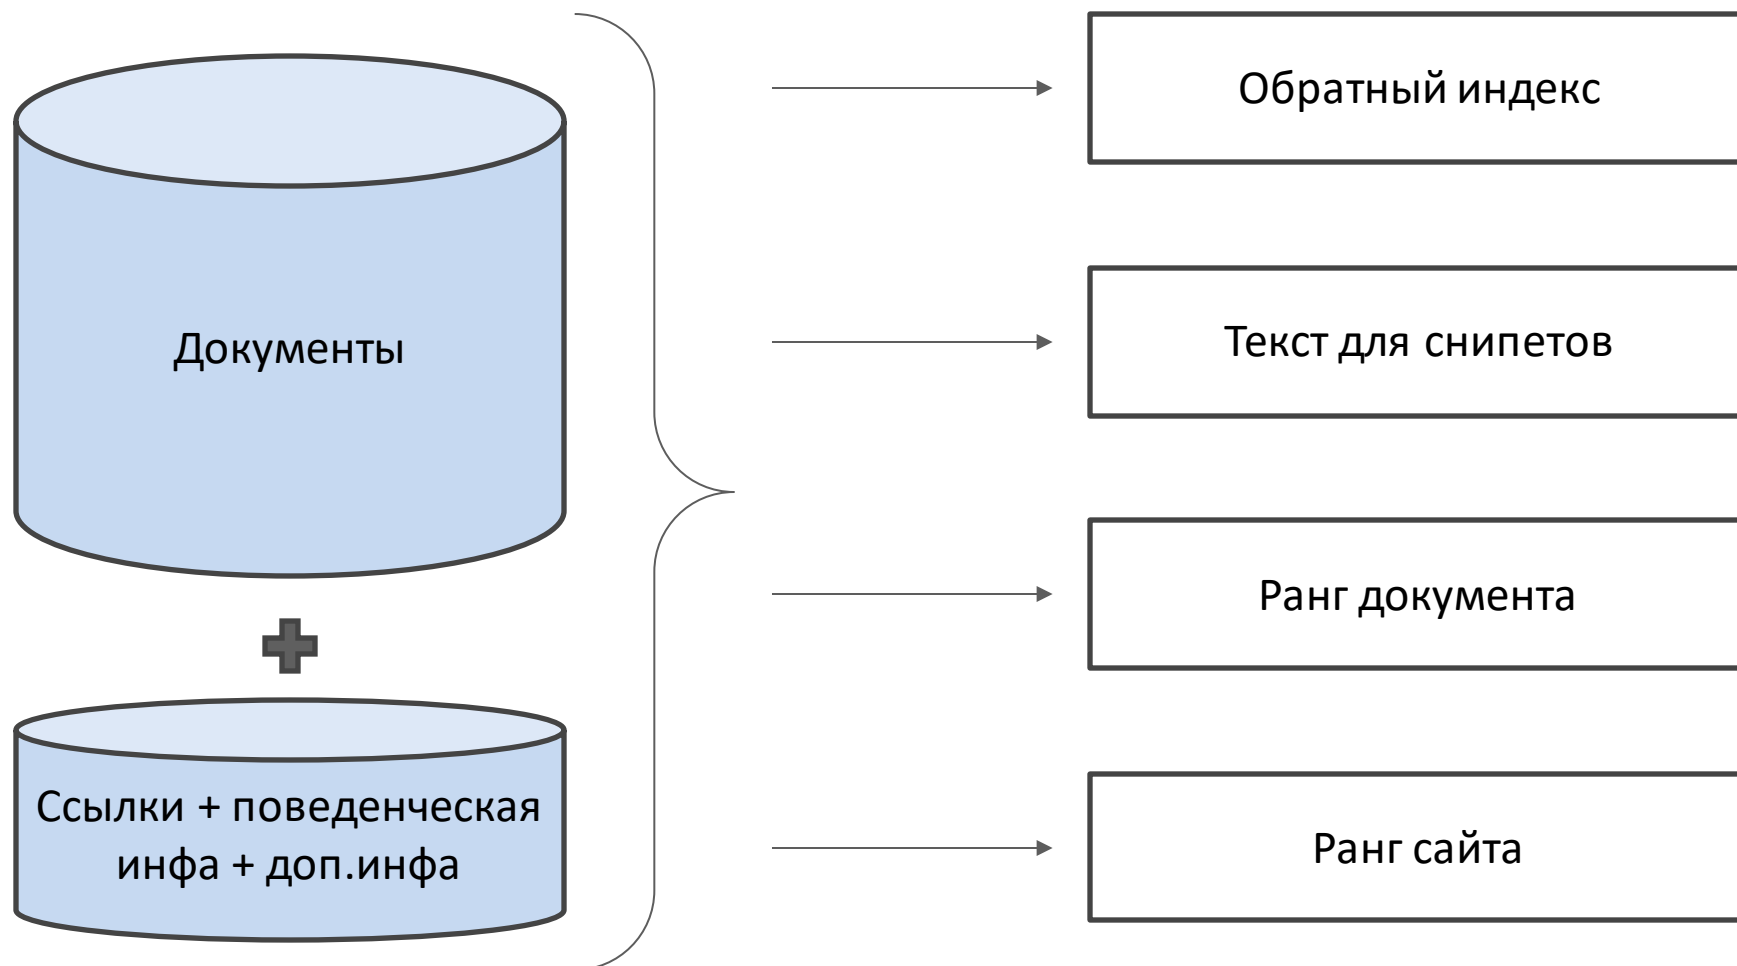 Документы
Ссылки + поведенческая
инфа + доп.инфа
Обратный индекс
Текст для снипетов
Ранг документа
Ранг сайта